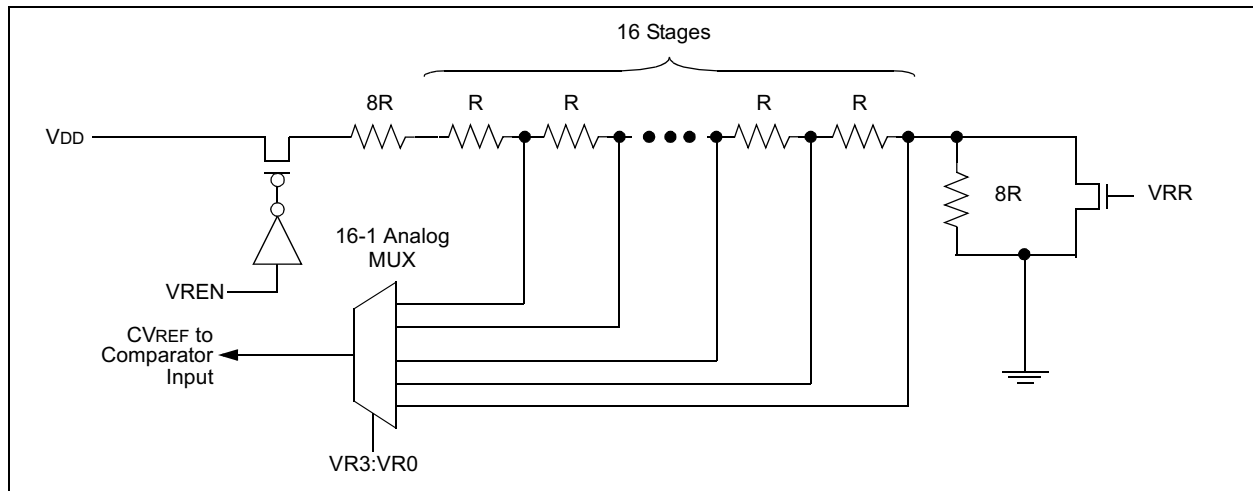 16 Stages
8R
R
R
R
R
VDD
8R
VRR
16-1 Analog
MUX
VREN
CVREF to
Comparator
Input
VR3:VR0